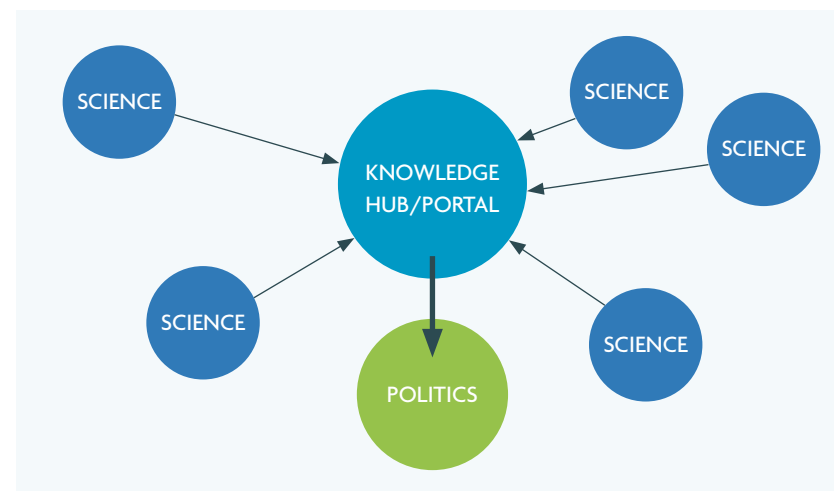 SCIENCE
SCIENCE
SCIENCE
KNOWLEDGE
HUB/PORTAL
SCIENCE
SCIENCE
POLITICS